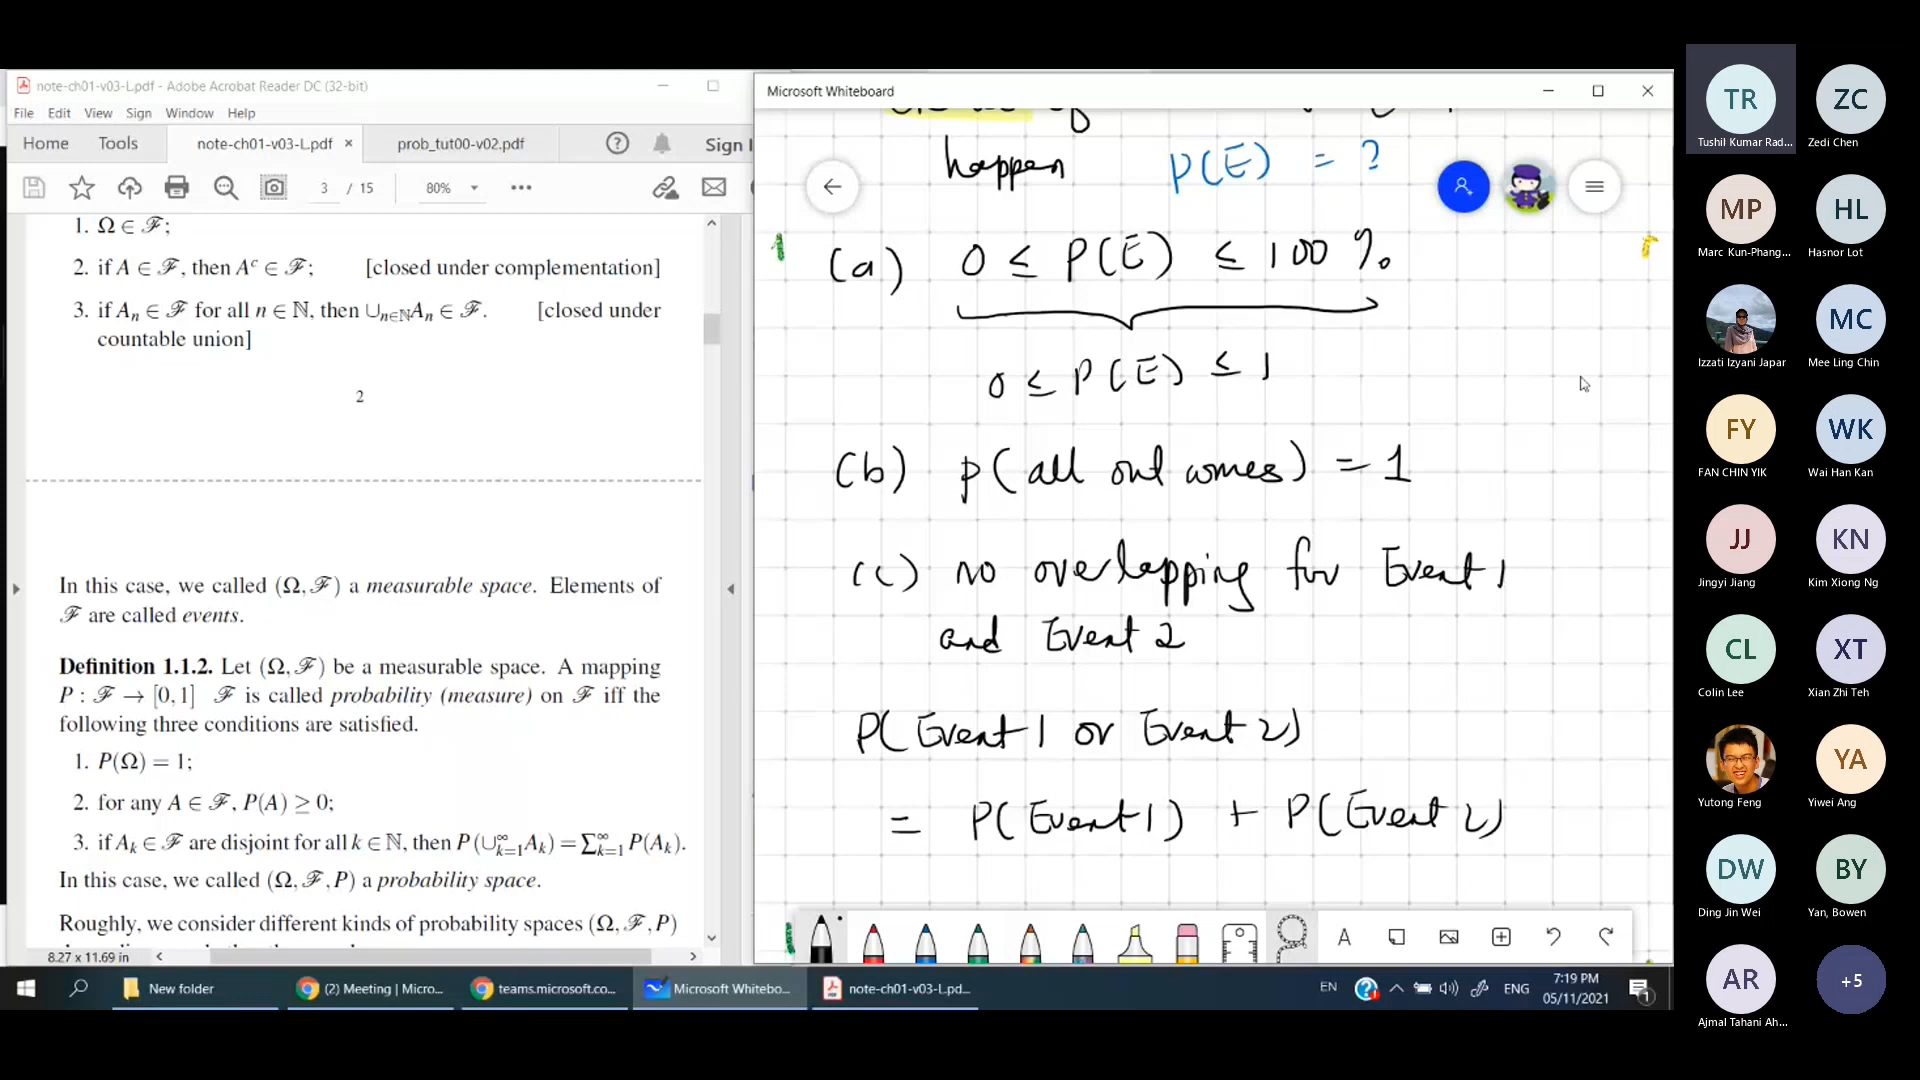 note-ch01-v03-L.pdf - Adobe Acrobat Reader DC (32-bit)
File Edit View Sign Window Help
Home Tools note-ch01-v03-L.pdf × prob_tut00-v02.pdf Sign
3 / 15 80%
1. Ω ∈ ℱ;
2. if A ∈ ℱ, then Aᶜ ∈ ℱ; [closed under complementation]
3. if Aₙ ∈ ℱ for all n ∈ ℕ, then ∪ₙ∈ℕAₙ ∈ ℱ. [closed under
countable union]
2
In this case, we called (Ω, ℱ) a measurable space. Elements of
ℱ are called events.
Definition 1.1.2. Let (Ω, ℱ) be a measurable space. A mapping
P : ℱ → [0,1] ℱ is called probability (measure) on ℱ iff the
following three conditions are satisfied.
1. P(Ω) = 1;
2. for any A ∈ ℱ, P(A) ≥ 0;
3. if Aₖ ∈ ℱ are disjoint for all k ∈ ℕ, then P(∪ₖ₌₁^∞ Aₖ) = ∑ₖ₌₁^∞ P(Aₖ).
In this case, we called (Ω, ℱ, P) a probability space.
Roughly, we consider different kinds of probability spaces (Ω, ℱ, P)
8.27 x 11.69 in
Microsoft Whiteboard
happen P(E) = ?
(a) 0 ≤ P(E) ≤ 100 %.
0 ≤ P(E) ≤ 1
(b) P(all outcomes) = 1
(c) no overlapping for Event 1
and Event 2
P(Event 1 or Event 2)
= P(Event 1) + P(Event 2)
TR
Tushil Kumar Rad...
ZC
Zedi Chen
MP
Marc Kun-Phang...
HL
Hasnor Lot
Izzati Izyani Japar
MC
Mee Ling Chin
FY
FAN CHIN YIK
WK
Wai Han Kan
JJ
Jingyi Jiang
KN
Kim Xiong Ng
CL
Colin Lee
XT
Xian Zhi Teh
Yutong Feng
YA
Yiwei Ang
DW
Ding Jin Wei
BY
Yan, Bowen
AR
Ajmal Tahani Ah...
+5
New folder
(2) Meeting | Micro...
teams.microsoft.co...
Microsoft Whitebo...
note-ch01-v03-L.pd...
EN
ENG
7:19 PM
05/11/2021
1